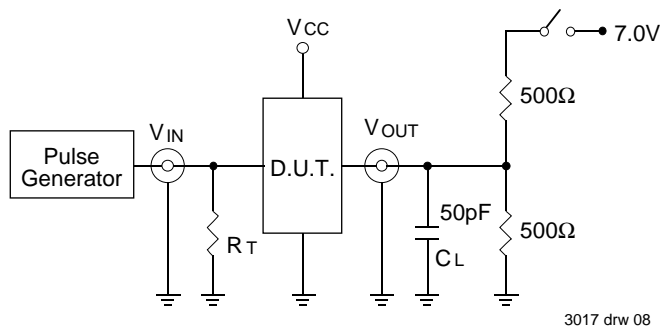 VCC
7.0V
500Ω
VIN
VOUT
Pulse
Generator
D.U.T.
50pF
500Ω
RT
CL
3017 drw 08